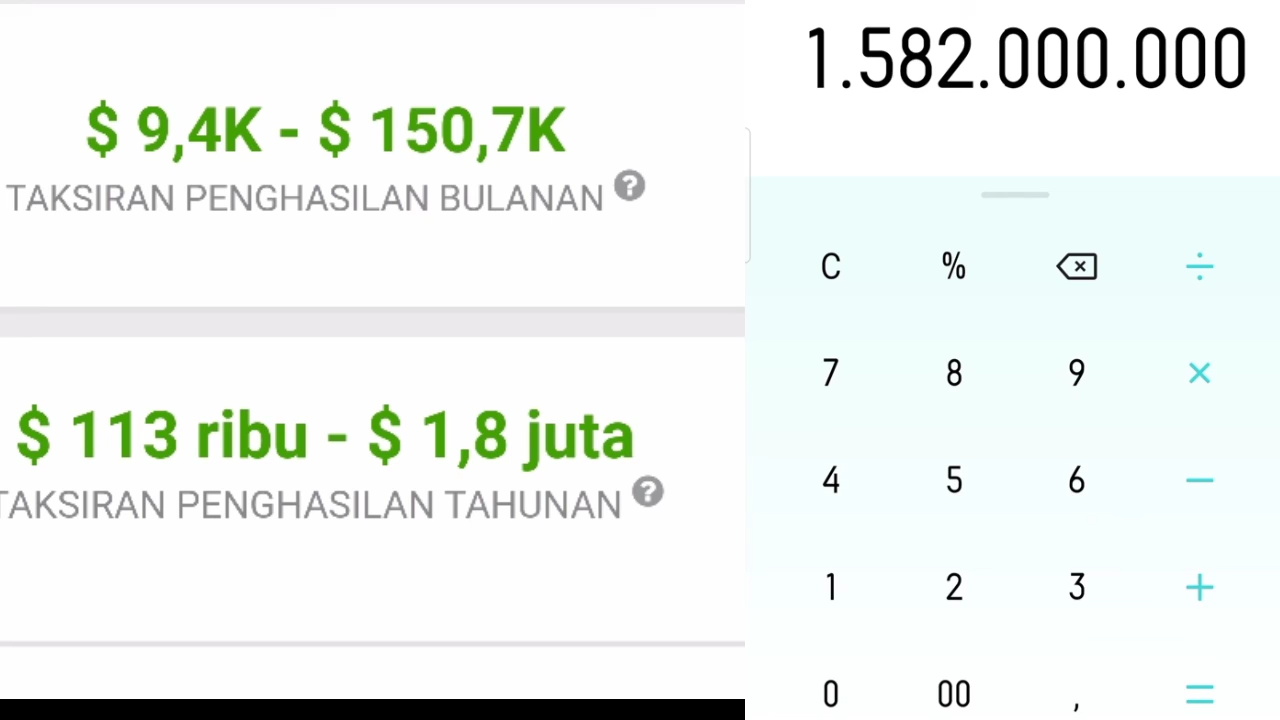 $ 9,4K - $ 150,7K
TAKSIRAN PENGHASILAN BULANAN ?
$ 113 ribu - $ 1,8 juta
TAKSIRAN PENGHASILAN TAHUNAN ?
1.582.000.000
C % ÷
7 8 9 ×
4 5 6 −
1 2 3 +
0 00 , =